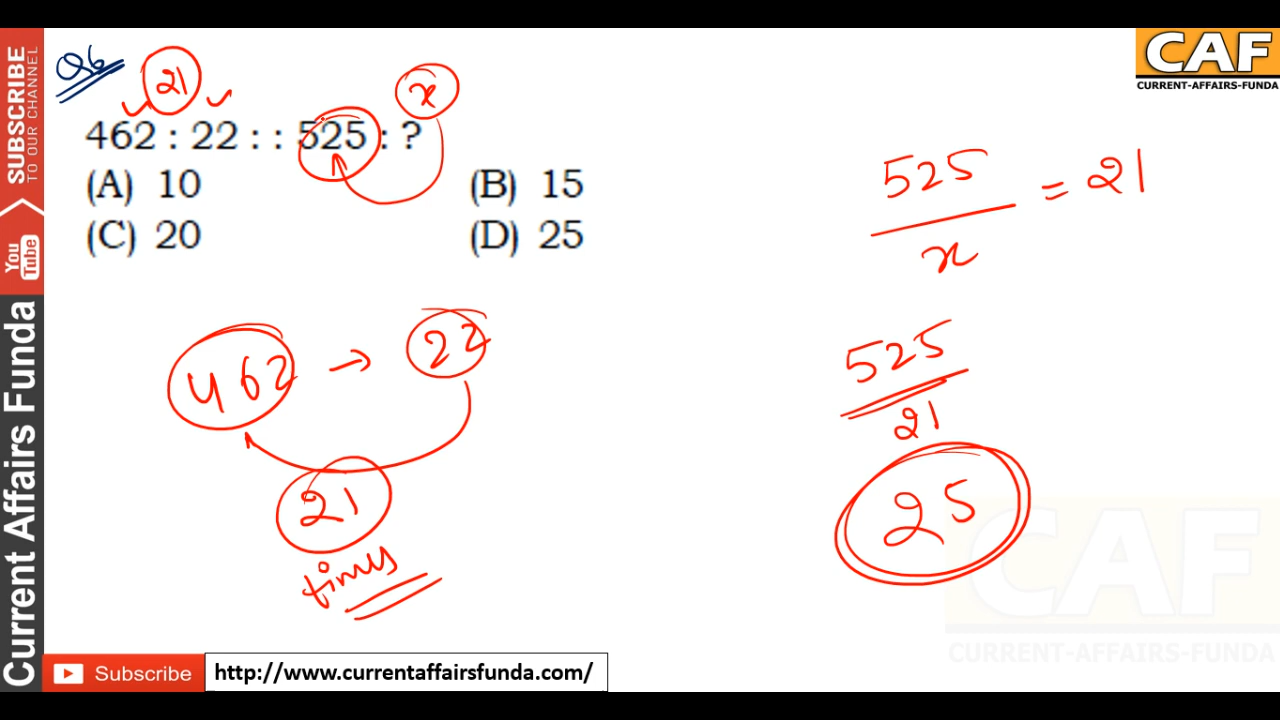 SUBSCRIBE
TO OUR CHANNEL
You
Tube
Current Affairs Funda
CAF
CURRENT-AFFAIRS-FUNDA
Q6
21
x
462 : 22 : : 525 : ?
(A) 10
(B) 15
(C) 20
(D) 25
462 → 22
21
times
525
x
= 21
525
21
25
CAF
CURRENT-AFFAIRS-FUNDA
Subscribe
http://www.currentaffairsfunda.com/